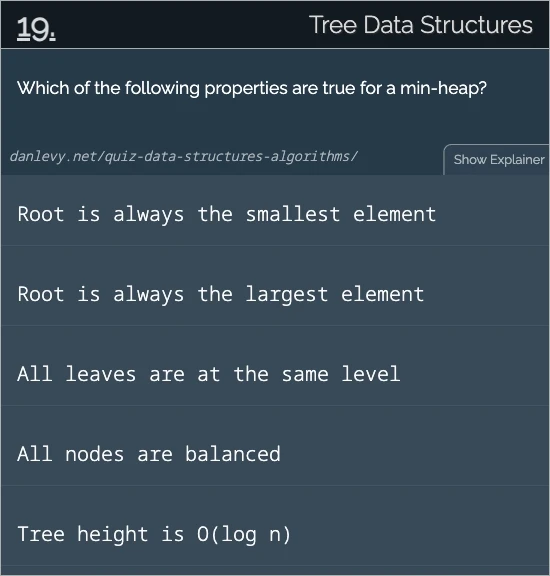 19.
Tree Data Structures
Which of the following properties are true for a min-heap?
danlevy.net/quiz-data-structures-algorithms/
Show Explainer
Root is always the smallest element
Root is always the largest element
All leaves are at the same level
All nodes are balanced
Tree height is O(log n)